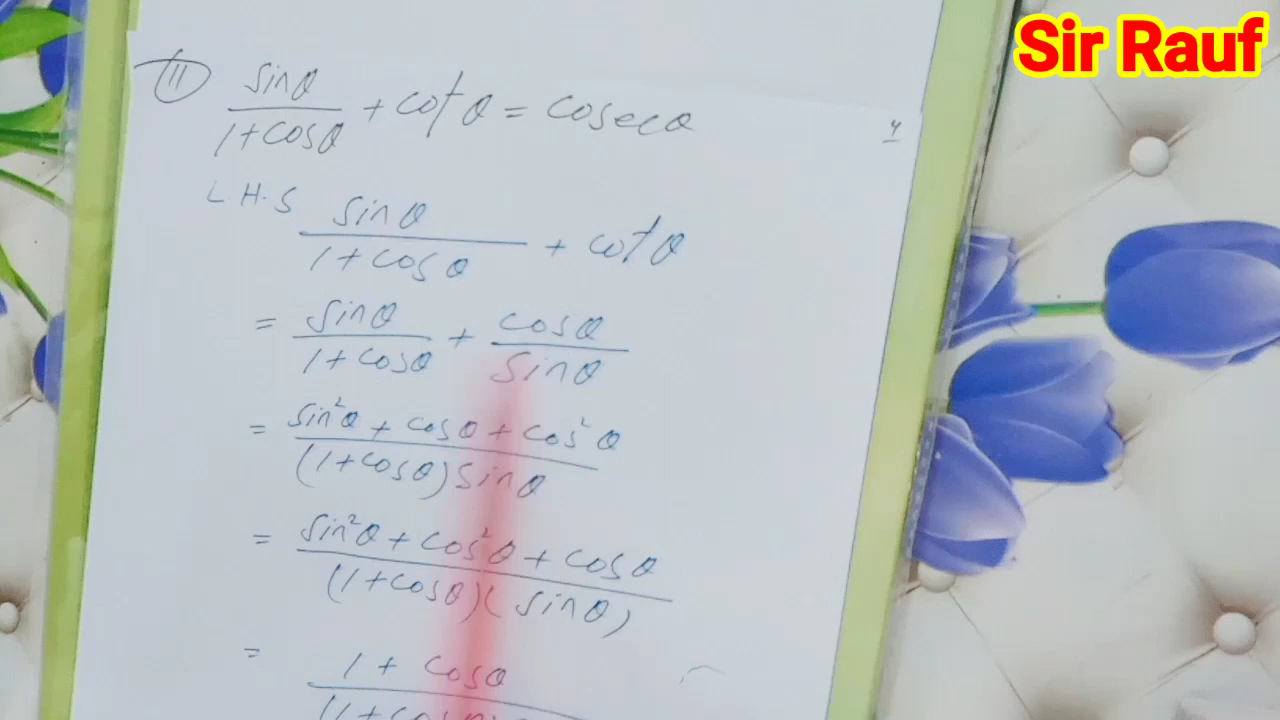 Sir Rauf
(11) sinθ/(1+cosθ) + cotθ = cosecθ
4
L.H.S sinθ/(1+cosθ) + cotθ
= sinθ/(1+cosθ) + cosθ/sinθ
= (sin²θ + cosθ + cos²θ)/((1+cosθ)sinθ)
= (sin²θ + cos²θ + cosθ)/((1+cosθ)(sinθ))
= 1 + cosθ